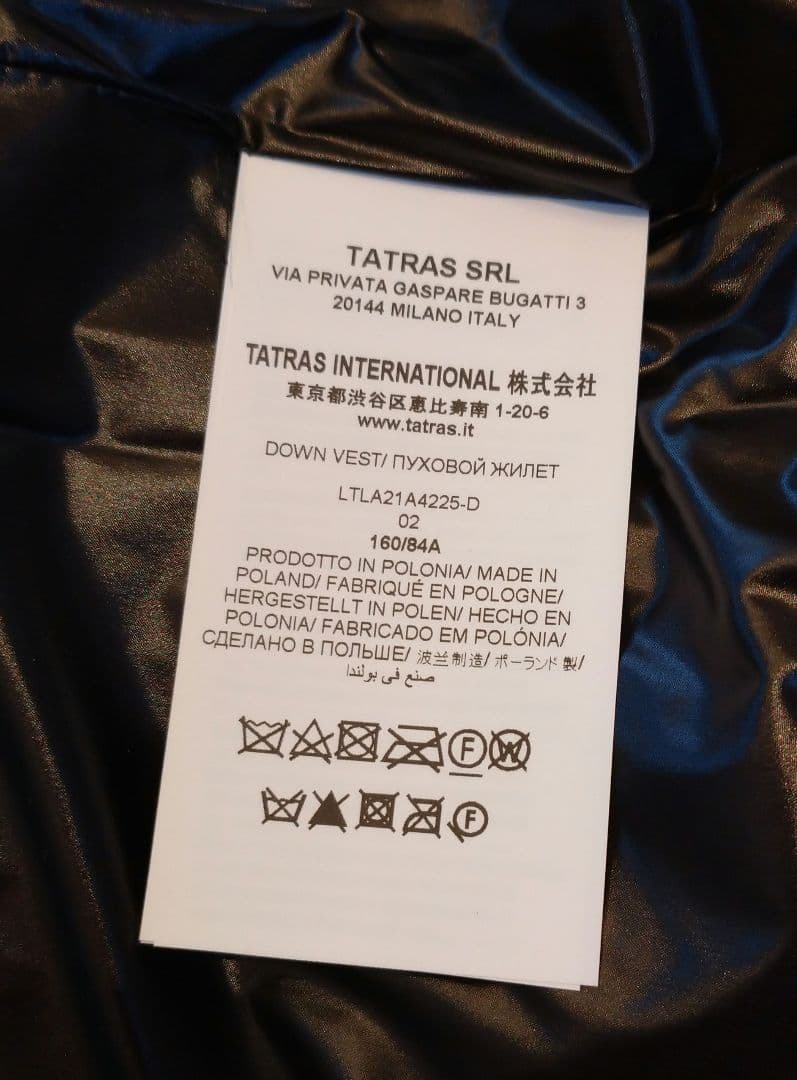 TATRAS SRL
VIA PRIVATA GASPARE BUGATTI 3
20144 MILANO ITALY
TATRAS INTERNATIONAL 株式会社
東京都渋谷区恵比寿南 1-20-6
www.tatras.it
DOWN VEST/ ПУХОВОЙ ЖИЛЕТ
LTLA21A4225-D
02
160/84A
PRODOTTO IN POLONIA/ MADE IN
POLAND/ FABRIQUÉ EN POLOGNE/
HERGESTELLT IN POLEN/ HECHO EN
POLONIA/ FABRICADO EM POLÓNIA/
СДЕЛАНО В ПОЛЬШЕ/ 波兰制造/ ポーランド 製/
صنع في بولندا
F W
F